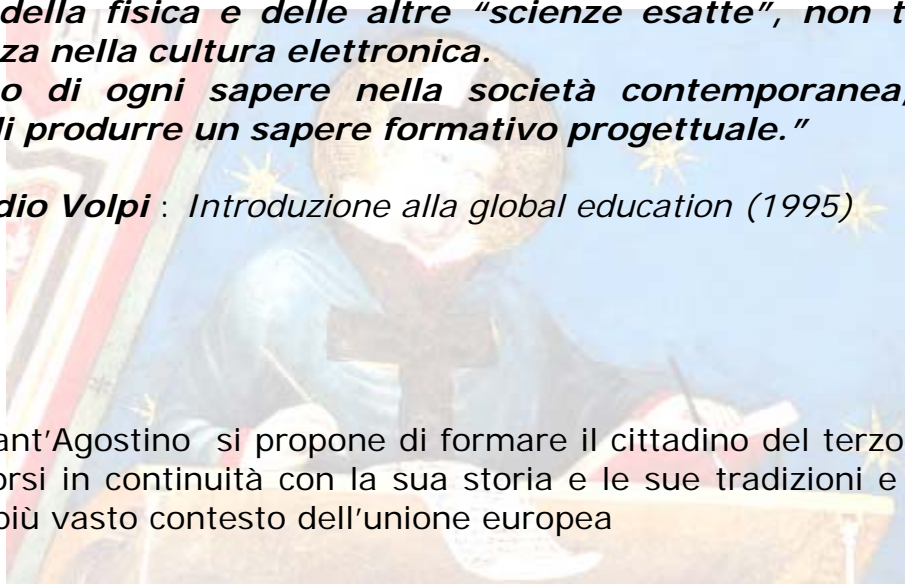 della fisica e delle altre “scienze esatte”, non t
za nella cultura elettronica.
o di ogni sapere nella società contemporanea,
di produrre un sapere formativo progettuale.”
dio Volpi : Introduzione alla global education (1995)
ant’Agostino si propone di formare il cittadino del terzo
orsi in continuità con la sua storia e le sue tradizioni e
più vasto contesto dell’unione europea